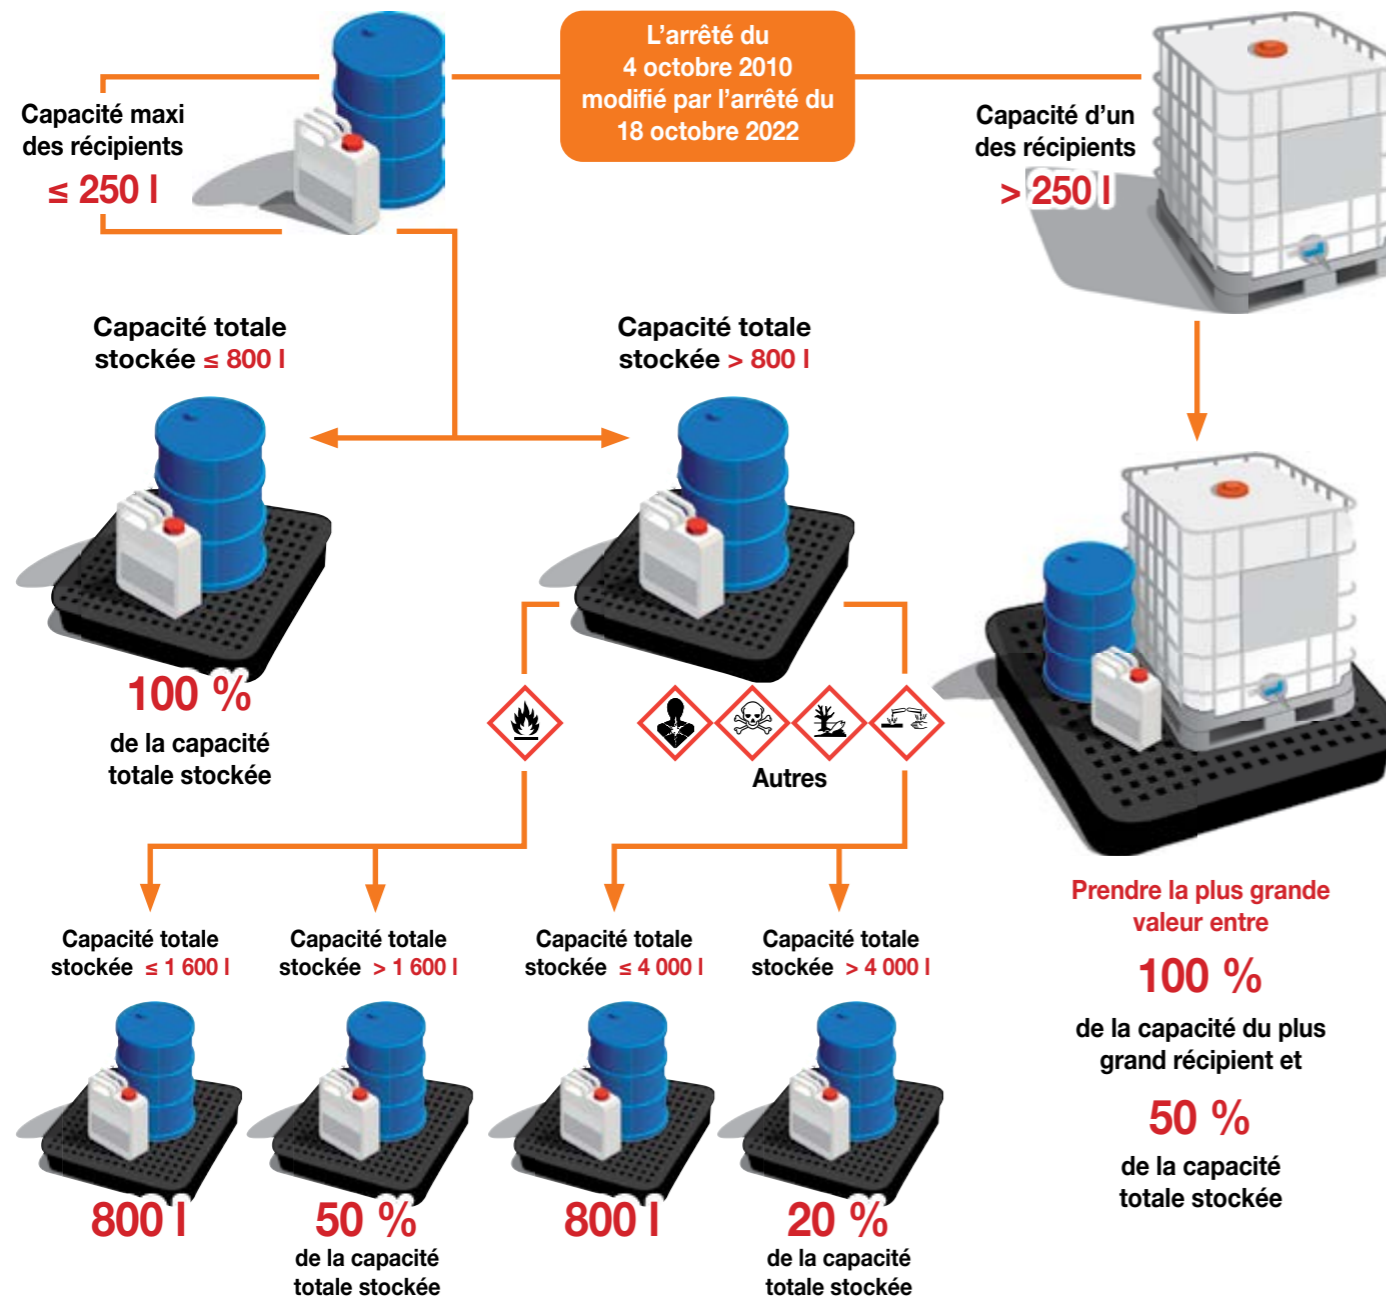 L'arrêté du
4 octobre 2010
modifié par l'arrêté du
18 octobre 2022
Capacité maxi
des récipients
≤ 250 l
Capacité d'un
des récipients
> 250 l
Capacité totale
stockée ≤ 800 l
Capacité totale
stockée > 800 l
100 %
de la capacité
totale stockée
Autres
Capacité totale
stockée ≤ 1 600 l
Capacité totale
stockée > 1 600 l
Capacité totale
stockée ≤ 4 000 l
Capacité totale
stockée > 4 000 l
800 l
50 %
de la capacité
totale stockée
800 l
20 %
de la capacité
totale stockée
Prendre la plus grande
valeur entre
100 %
de la capacité du plus
grand récipient et
50 %
de la capacité
totale stockée